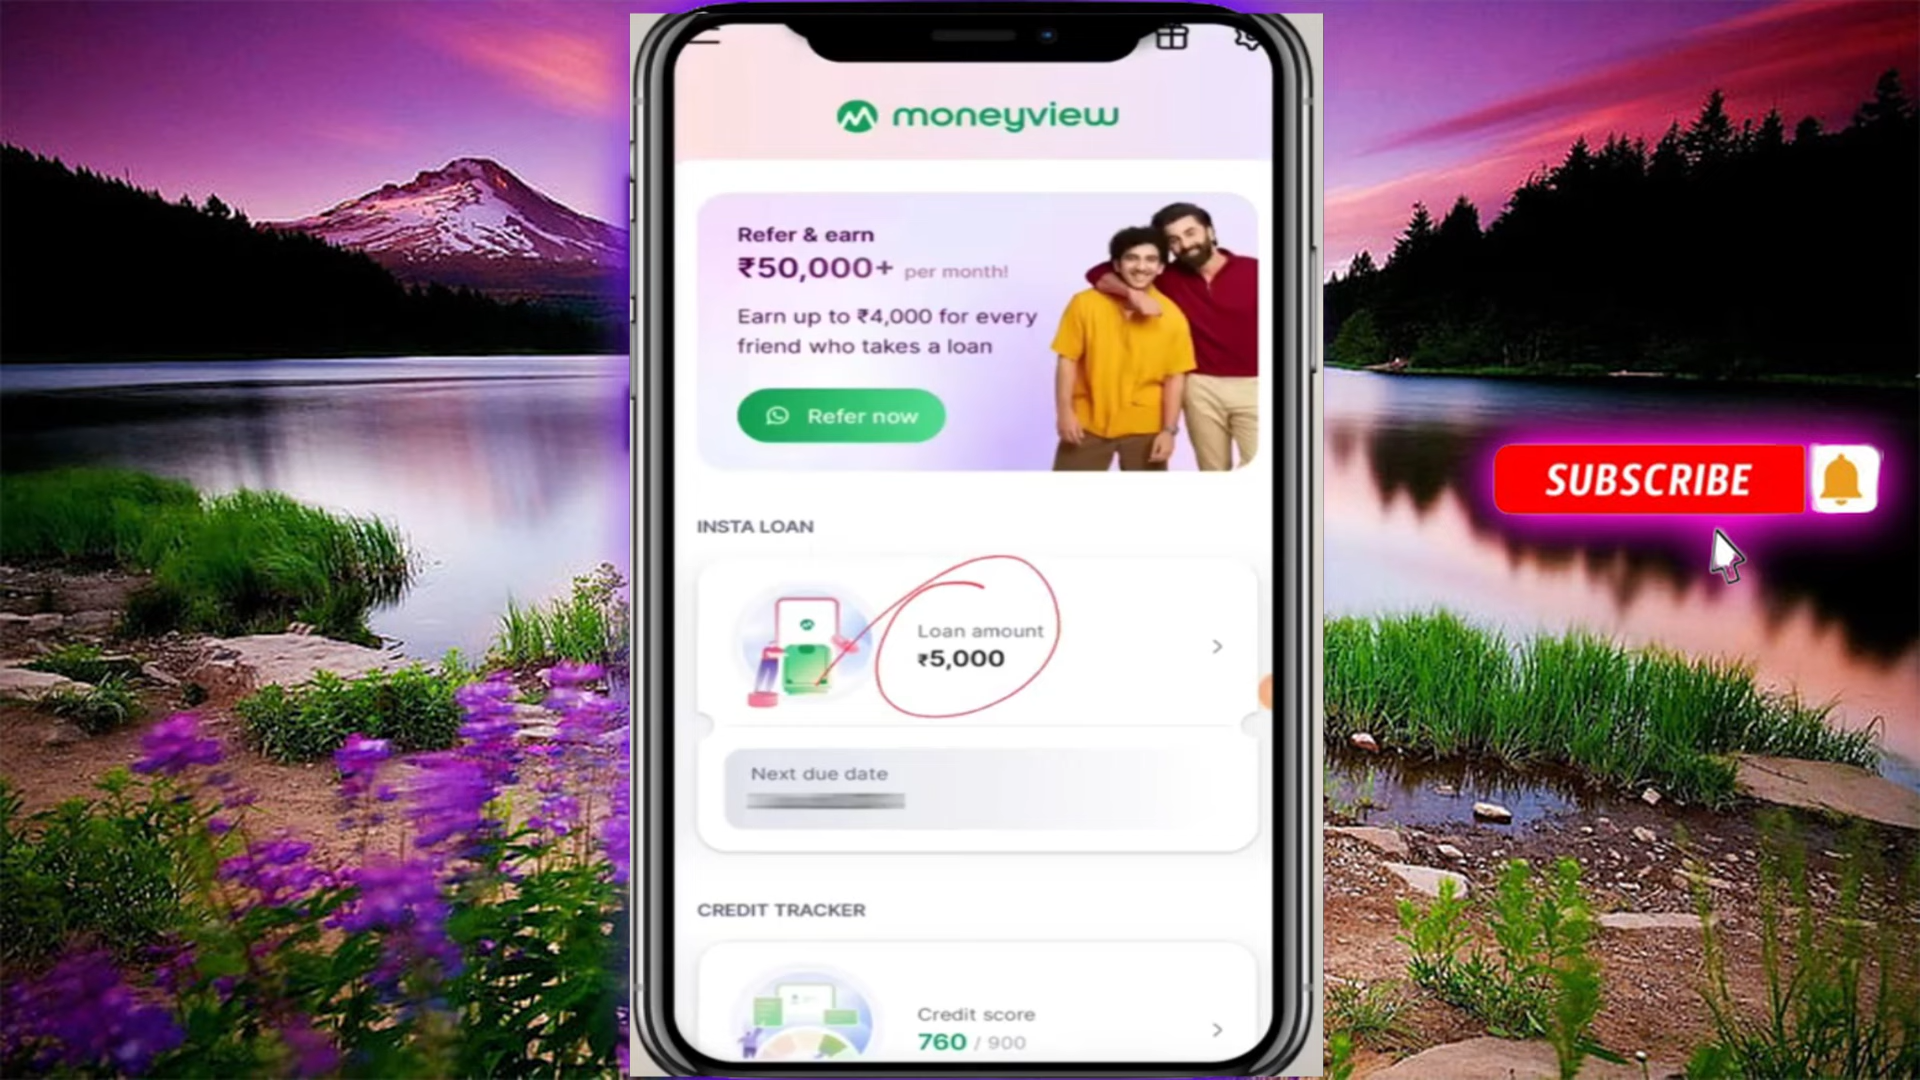 moneyview
Refer & earn
₹50,000+ per month!
Earn up to ₹4,000 for every
friend who takes a loan
Refer now
INSTA LOAN
Loan amount
₹5,000
Next due date
CREDIT TRACKER
Credit score
760 / 900
SUBSCRIBE